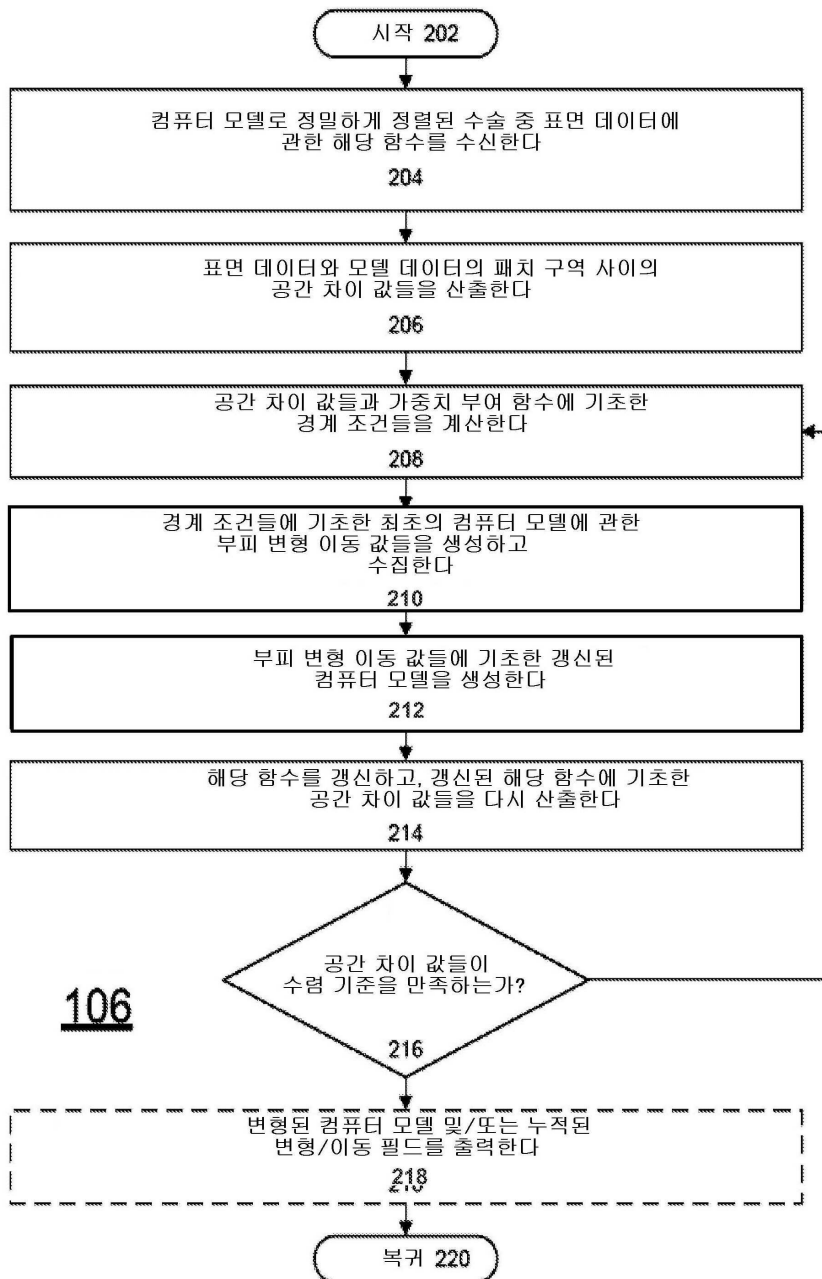 시작 202
컴퓨터 모델로 정밀하게 정렬된 수술 중 표면 데이터에
관한 해당 함수를 수신한다
204
표면 데이터와 모델 데이터의 패치 구역 사이의
공간 차이 값들을 산출한다
206
공간 차이 값들과 가중치 부여 함수에 기초한
경계 조건들을 계산한다
208
경계 조건들에 기초한 최초의 컴퓨터 모델에 관한
부피 변형 이동 값들을 생성하고
수집한다
210
부피 변형 이동 값들에 기초한 갱신된
컴퓨터 모델을 생성한다
212
해당 함수를 갱신하고, 갱신된 해당 함수에 기초한
공간 차이 값들을 다시 산출한다
214
공간 차이 값들이
수렴 기준을 만족하는가?
216
106
변형된 컴퓨터 모델 및/또는 누적된
변형/이동 필드를 출력한다
218
복귀 220